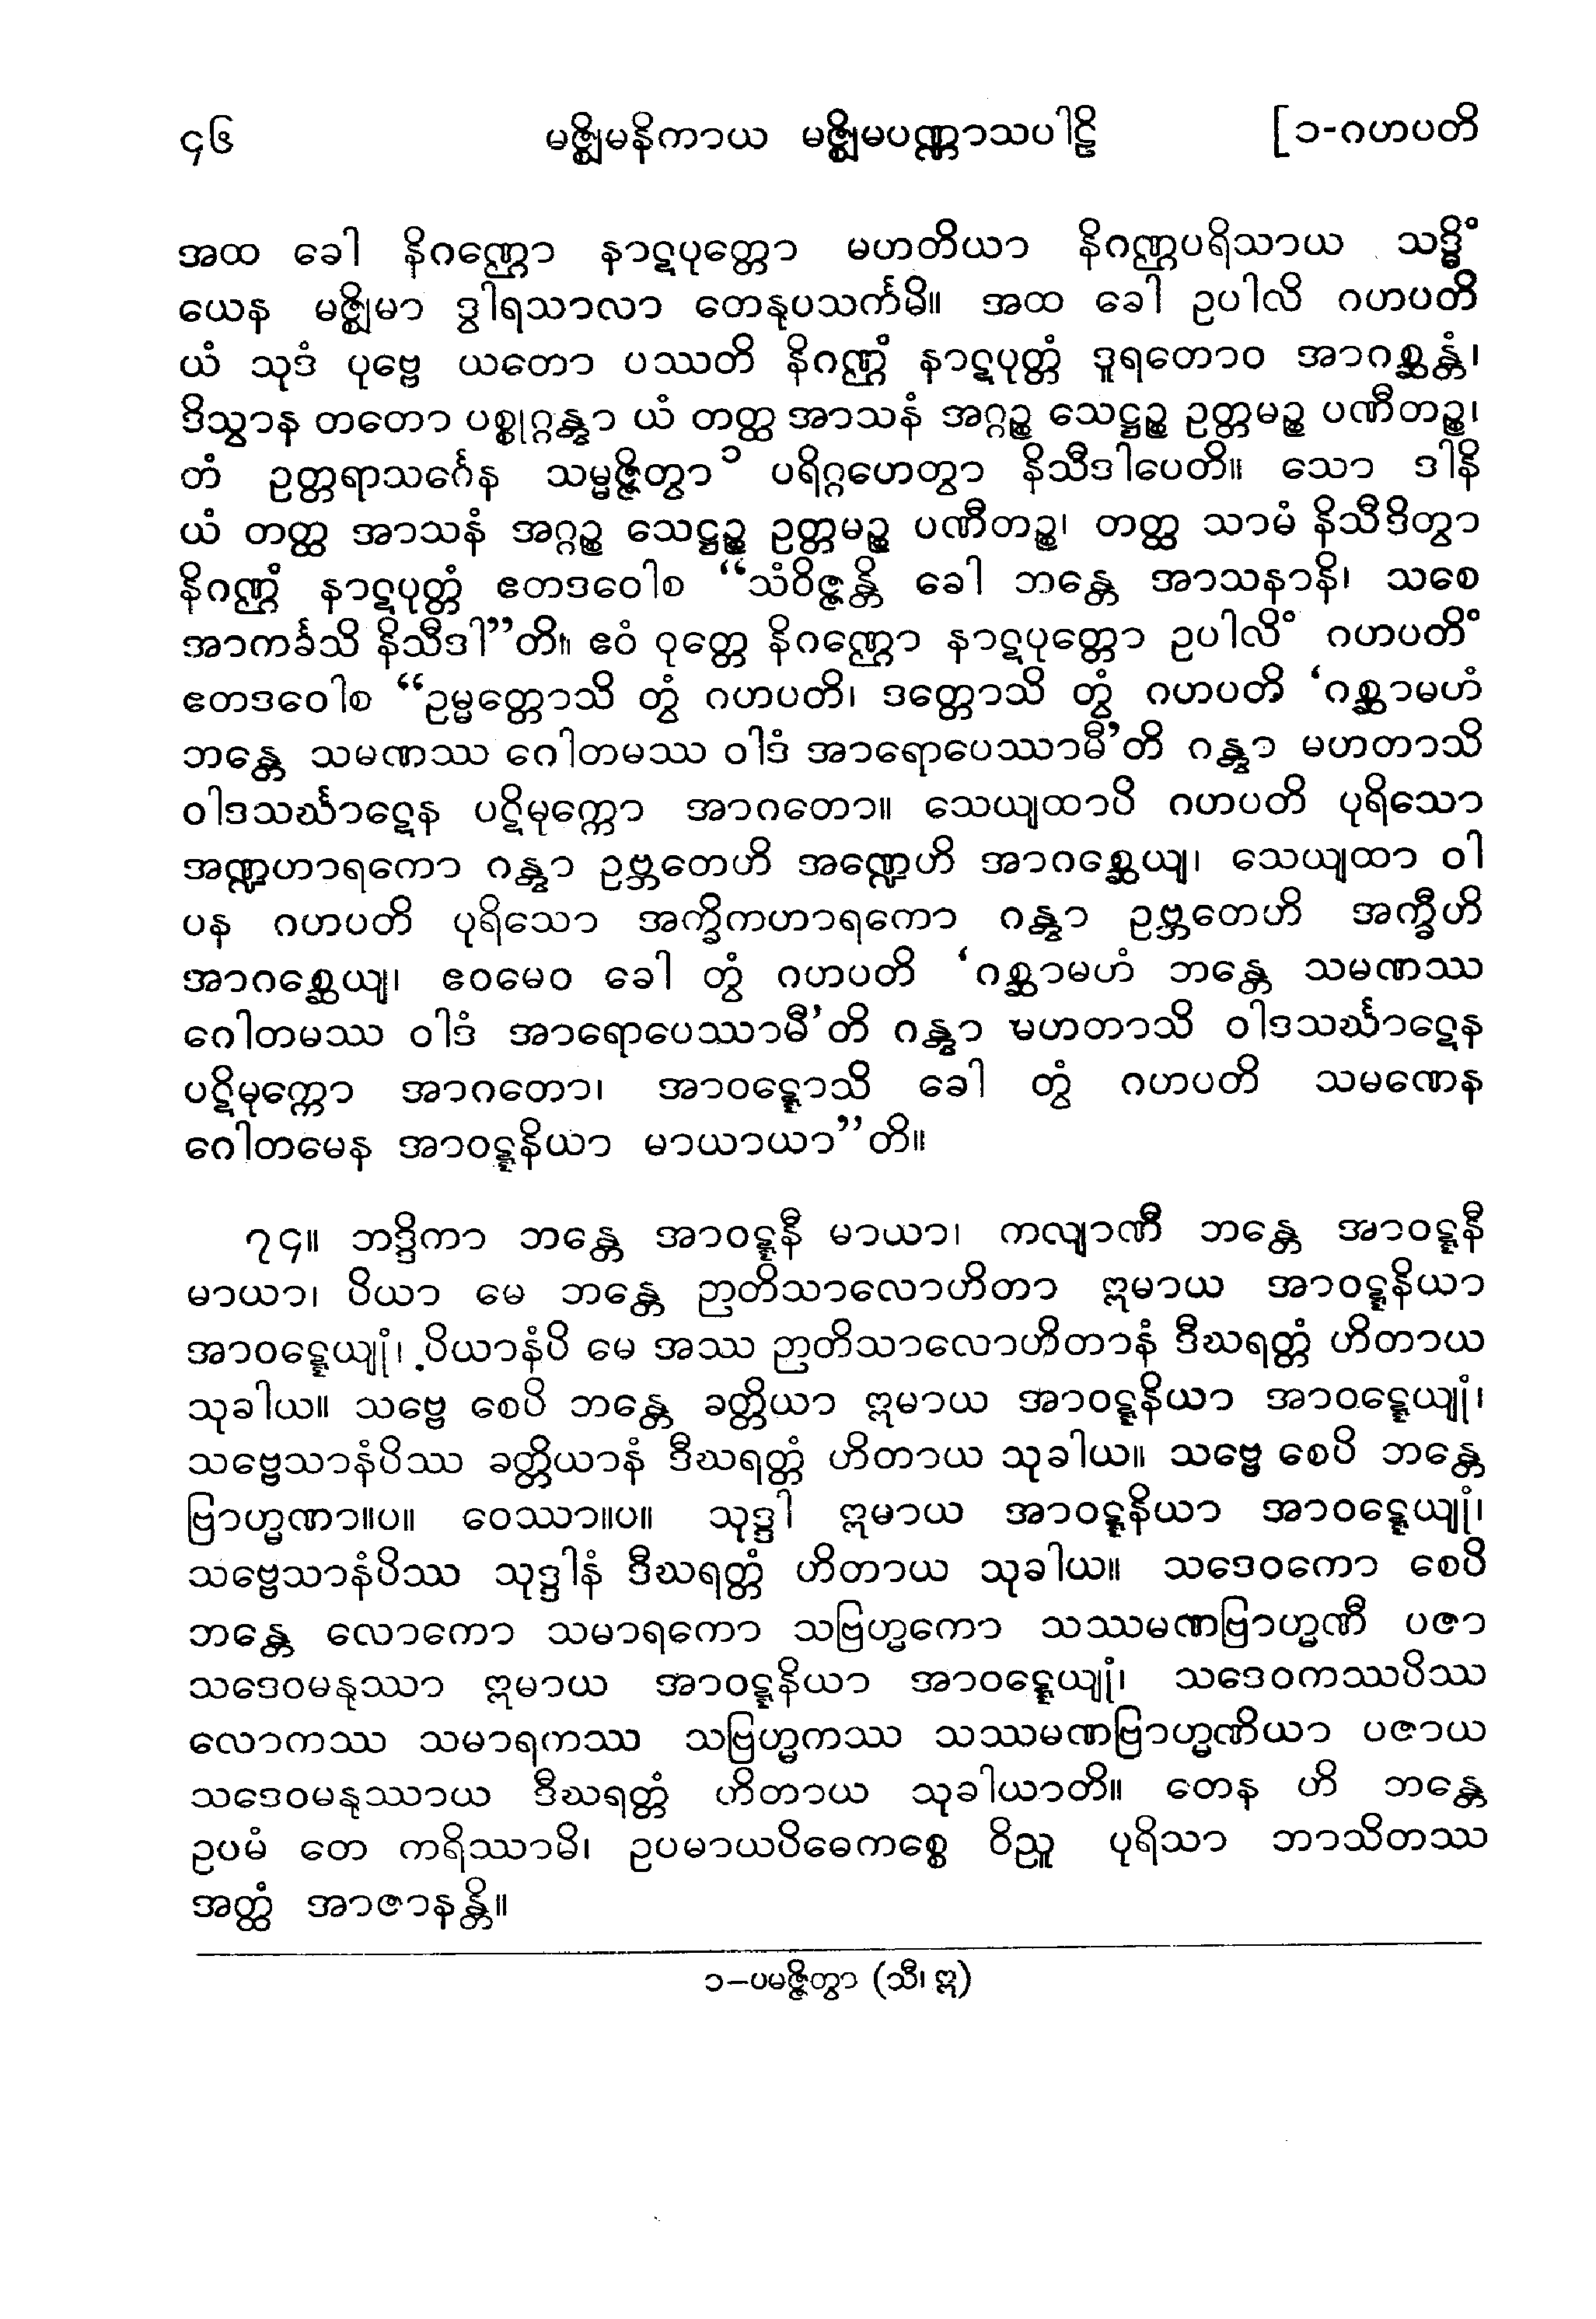 ၄၆ မဇ္ဈိမနိကာယ မဇ္ဈိမပဏ္ဏာသပါဠိ [၁-ဂဟပတိ
အထ ခေါ နိဂဏ္ဌော နာဋပုတ္တော မဟတိယာ နိဂဏ္ဌပရိသာယ သဒ္ဓိံ
ယေန မဇ္ဈိမာ ဒွါရသာလာ တေနုပသင်္ကမိ။ အထ ခေါ ဥပါလိ ဂဟပတိ
ယံ သုဒံ ပုဗ္ဗေ ယတော ပဿတိ နိဂဏ္ဌံ နာဋပုတ္တံ ဒူရတောဝ အာဂစ္ဆန္တံ၊
ဒိသွာန တတော ပစ္စုဂ္ဂန္တွာ ယံ တတ္ထ အာသနံ အဂ္ဂဉ္စ သေဋ္ဌဉ္စ ဥတ္တမဉ္စ ပဏီတဉ္စ၊
တံ ဥတ္တရာသင်္ဂေန သမ္မဇ္ဇိတွာ ၁ ပရိဂ္ဂဟေတွာ နိသီဒါပေတိ။ သော ဒါနိ
ယံ တတ္ထ အာသနံ အဂ္ဂဉ္စ သေဋ္ဌဉ္စ ဥတ္တမဉ္စ ပဏီတဉ္စ၊ တတ္ထ သာမံ နိသီဒိတွာ
နိဂဏ္ဌံ နာဋပုတ္တံ ဧတဒဝေါစ “သံဝိဇ္ဇန္တိ ခေါ ဘန္တေ အာသနာနိ၊ သစေ
အာကင်္ခသိ နိသီဒါ”တိ။ ဧဝံ ဝုတ္တေ နိဂဏ္ဌော နာဋပုတ္တော ဥပါလိံ ဂဟပတိံ
ဧတဒဝေါစ “ဥမ္မတ္တောသိ တွံ ဂဟပတိ၊ ဒတ္တောသိ တွံ ဂဟပတိ ‘ဂစ္ဆာမဟံ
ဘန္တေ သမဏဿ ဂေါတမဿ ဝါဒံ အာရောပေဿာမီ’တိ ဂန္တွာ မဟတာသိ
ဝါဒသင်္ဃာဋေန ပဋိမုက္ကော အာဂတော။ သေယျထာပိ ဂဟပတိ ပုရိသော
အဏ္ဍဟာရကော ဂန္တွာ ဥဗ္ဘတေဟိ အဏ္ဍေဟိ အာဂစ္ဆေယျ၊ သေယျထာ ဝါ
ပန ဂဟပတိ ပုရိသော အက္ခိကဟာရကော ဂန္တွာ ဥဗ္ဘတေဟိ အက္ခီဟိ
အာဂစ္ဆေယျ၊ ဧဝမေဝ ခေါ တွံ ဂဟပတိ ‘ဂစ္ဆာမဟံ ဘန္တေ သမဏဿ
ဂေါတမဿ ဝါဒံ အာရောပေဿာမီ’တိ ဂန္တွာ မဟတာသိ ဝါဒသင်္ဃာဋေန
ပဋိမုက္ကော အာဂတော၊ အာဝဋ္ဋောသိ ခေါ တွံ ဂဟပတိ သမဏေန
ဂေါတမေန အာဝဋ္ဋနိယာ မာယာယာ”တိ။
၇၄။ ဘဒ္ဒိကာ ဘန္တေ အာဝဋ္ဋနီ မာယာ၊ ကလျာဏီ ဘန္တေ အာဝဋ္ဋနီ
မာယာ၊ ပိယာ မေ ဘန္တေ ဉာတိသာလောဟိတာ ဣမာယ အာဝဋ္ဋနိယာ
အာဝဋ္ဋေယျုံ၊ ပိယာနံပိ မေ အဿ ဉာတိသာလောဟိတာနံ ဒီဃရတ္တံ ဟိတာယ
သုခါယ။ သဗ္ဗေ စေပိ ဘန္တေ ခတ္တိယာ ဣမာယ အာဝဋ္ဋနိယာ အာဝဋ္ဋေယျုံ၊
သဗ္ဗေသာနံပိဿ ခတ္တိယာနံ ဒီဃရတ္တံ ဟိတာယ သုခါယ။ သဗ္ဗေ စေပိ ဘန္တေ
ဗြာဟ္မဏာ။ပ။ ဝေဿာ။ပ။ သုဒ္ဒါ ဣမာယ အာဝဋ္ဋနိယာ အာဝဋ္ဋေယျုံ၊
သဗ္ဗေသာနံပိဿ သုဒ္ဒါနံ ဒီဃရတ္တံ ဟိတာယ သုခါယ။ သဒေဝကော စေပိ
ဘန္တေ လောကော သမာရကော သဗြဟ္မကော သဿမဏဗြာဟ္မဏီ ပဇာ
သဒေဝမနုဿာ ဣမာယ အာဝဋ္ဋနိယာ အာဝဋ္ဋေယျုံ၊ သဒေဝကဿပိဿ
လောကဿ သမာရကဿ သဗြဟ္မကဿ သဿမဏဗြာဟ္မဏိယာ ပဇာယ
သဒေဝမနုဿာယ ဒီဃရတ္တံ ဟိတာယ သုခါယာတိ။ တေန ဟိ ဘန္တေ
ဥပမံ တေ ကရိဿာမိ၊ ဥပမာယပိဓေကစ္စေ ဝိညူ ပုရိသာ ဘာသိတဿ
အတ္ထံ အာဇာနန္တိ။
၁–ပမဇ္ဇိတွာ (သီ၊ ဣ)